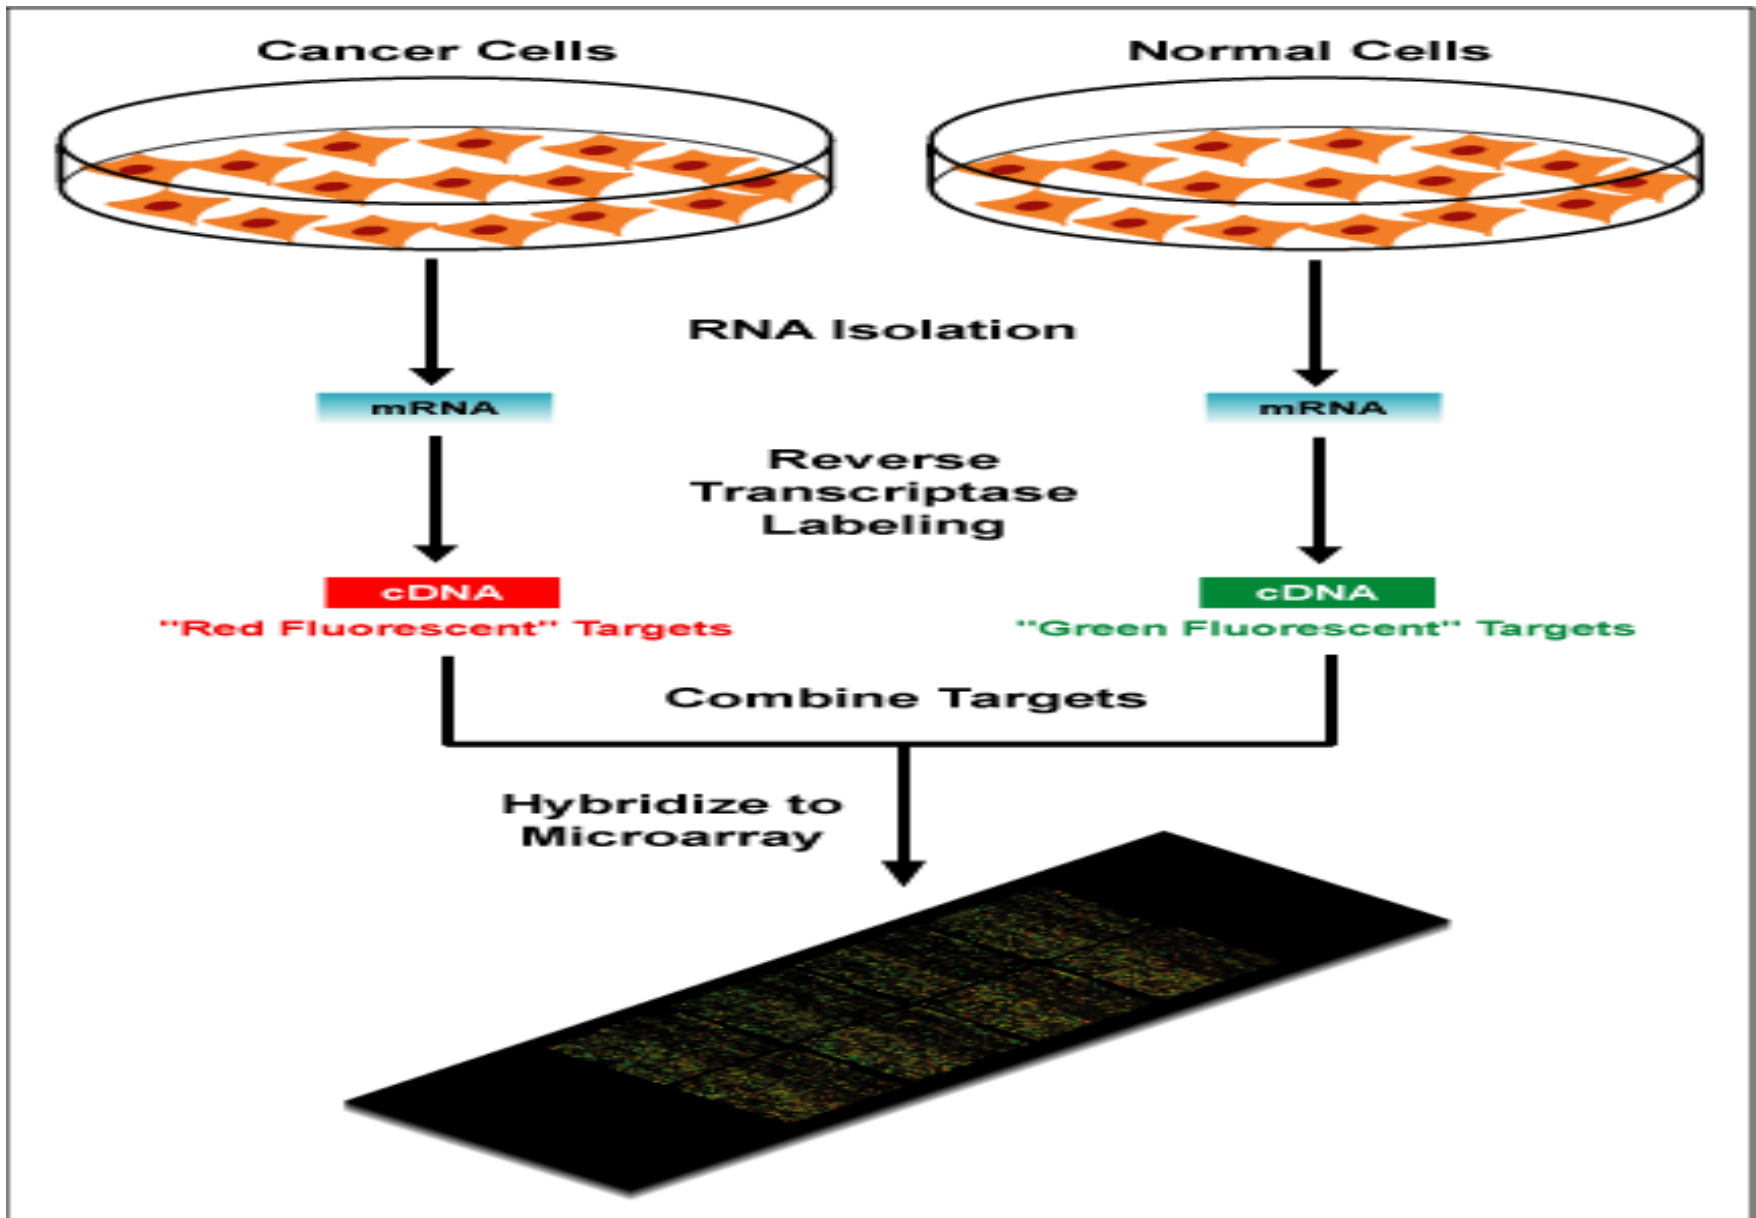 Cancer Cells
Normal Cells
RNA Isolation
mRNA
mRNA
Reverse
Transcriptase
Labeling
cDNA
cDNA
"Red Fluorescent" Targets
"Green Fluorescent" Targets
Combine Targets
Hybridize to
Microarray